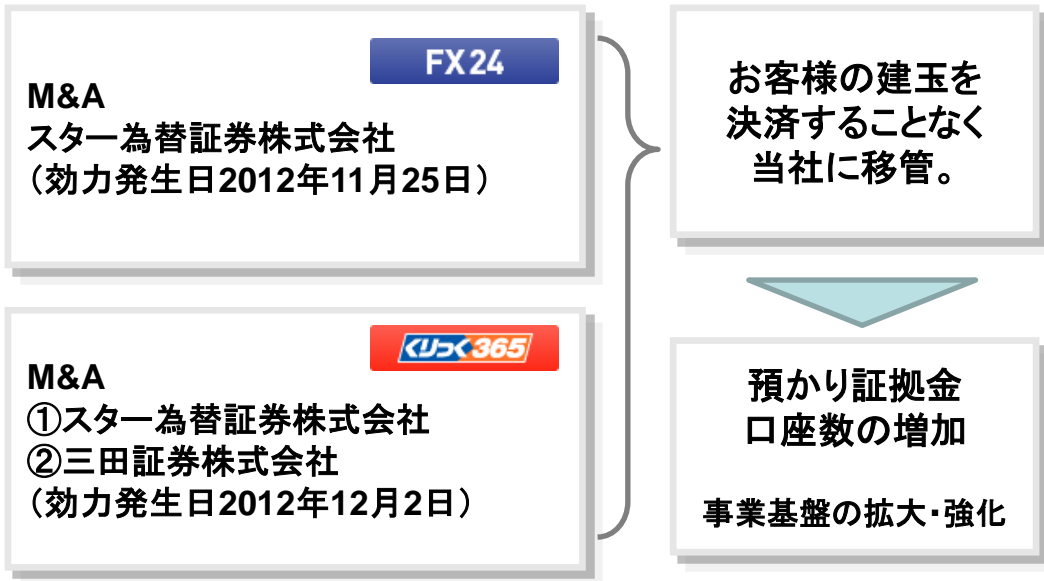 FX24
M&A
スター為替証券株式会社
（効力発生日2012年11月25日）
くりっく365
M&A
①スター為替証券株式会社
②三田証券株式会社
（効力発生日2012年12月2日）
お客様の建玉を
決済することなく
当社に移管。
預かり証拠金
口座数の増加
事業基盤の拡大・強化